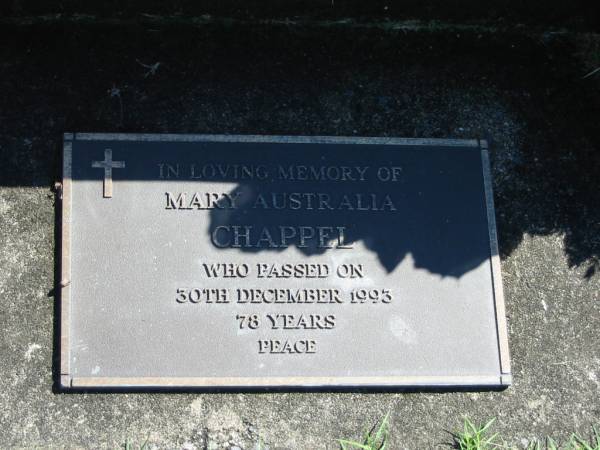 IN LOVING MEMORY OF
MARY AUSTRALIA
CHAPPEL
WHO PASSED ON
30TH DECEMBER 1993
78 YEARS
PEACE